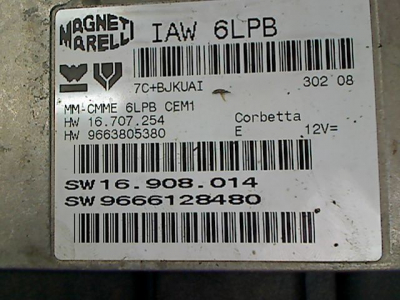 MAGNETI MARELLI
IAW 6LPB
7C+BJKUAI 302 08
MM-CMME 6LPB CEM1
HW 16.707.254 Corbetta
HW 9663805380 E 12V=
SW16.908.014
SW9666128480